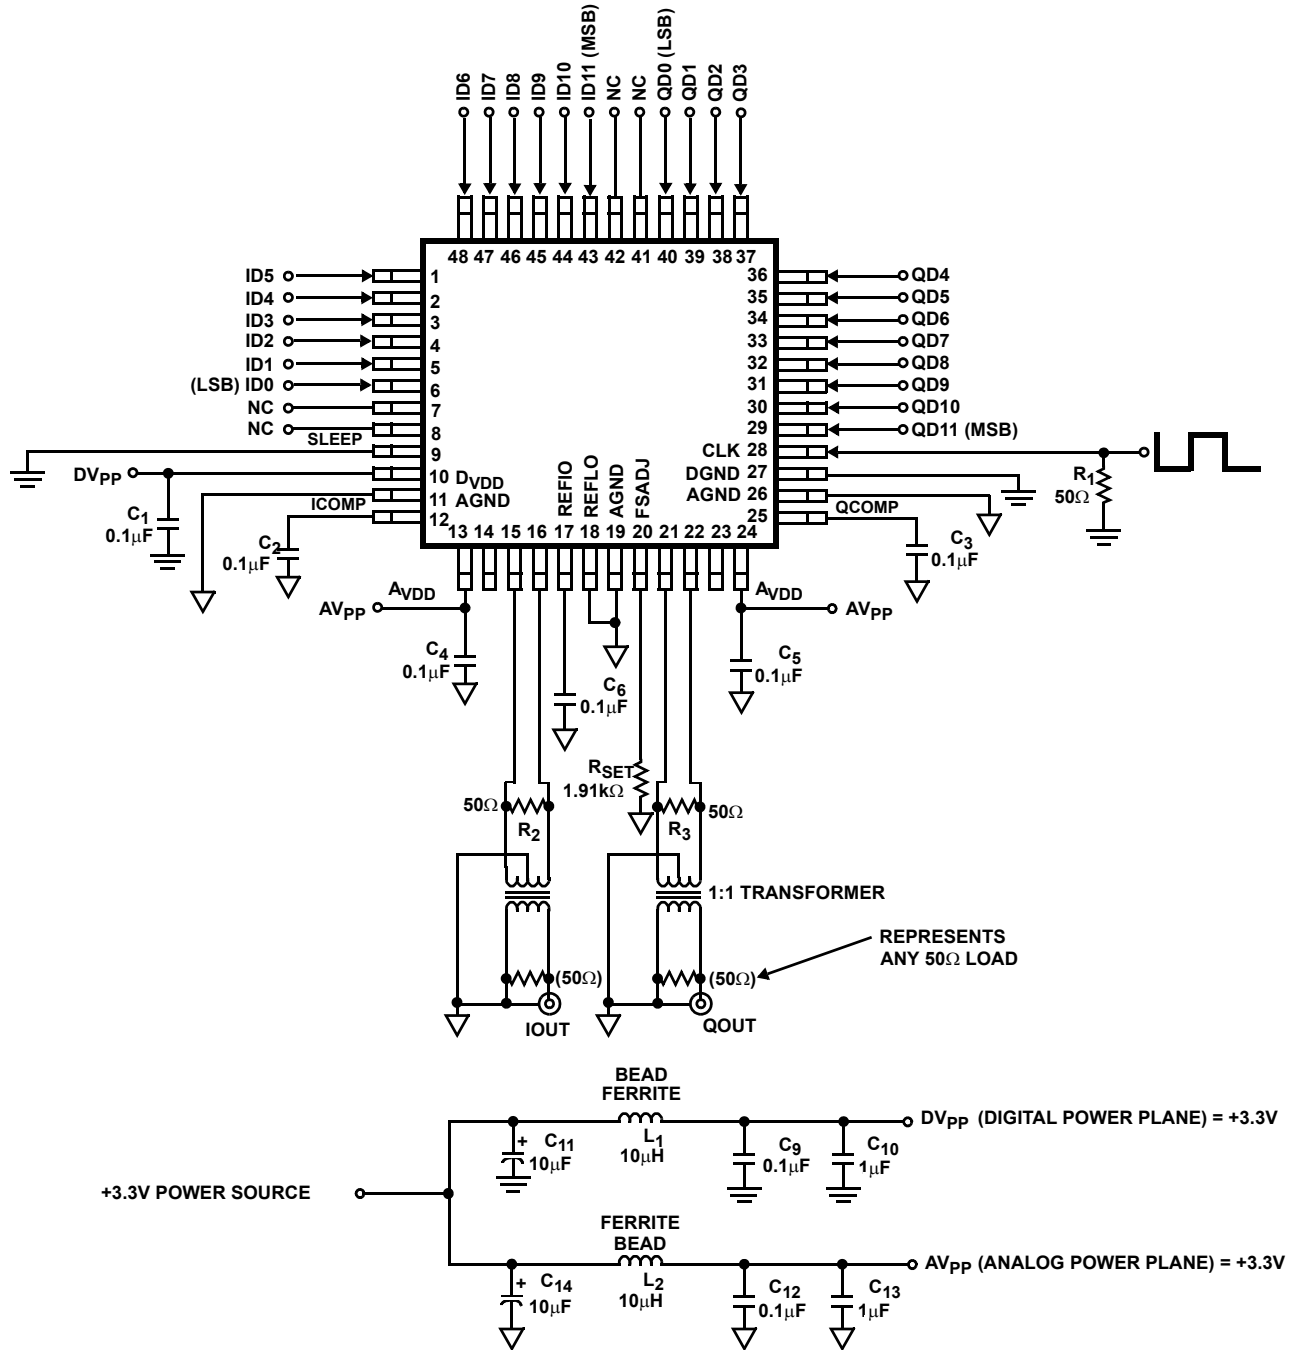 ID6
ID7
ID8
ID9
ID10
ID11 (MSB)
NC
NC
QD0 (LSB)
QD1
QD2
QD3
48 47 46 45 44 43 42 41 40 39 38 37
ID5 1
ID4 2
ID3 3
ID2 4
ID1 5
(LSB) ID0 6
NC 7
NC 8
SLEEP 9
DVPP 10 DVDD
11 AGND
ICOMP 12
C1
0.1μF
C2
0.1μF
36 QD4
35 QD5
34 QD6
33 QD7
32 QD8
31 QD9
30 QD10
29 QD11 (MSB)
CLK 28
DGND 27
AGND 26
25 QCOMP
R1
50Ω
C3
0.1μF
REFIO
REFLO
AGND
FSADJ
13 14 15 16 17 18 19 20 21 22 23 24
AVPP AVDD
C4
0.1μF
AVDD AVPP
C5
0.1μF
C6
0.1μF
RSET
1.91kΩ
50Ω
R2
R3
50Ω
1:1 TRANSFORMER
REPRESENTS
ANY 50Ω LOAD
(50Ω)
(50Ω)
IOUT
QOUT
BEAD
FERRITE
L1
10μH
C11
+
10μF
C9
0.1μF
C10
1μF
DVPP (DIGITAL POWER PLANE) = +3.3V
+3.3V POWER SOURCE
FERRITE
BEAD
L2
10μH
C14
+
10μF
C12
0.1μF
C13
1μF
AVPP (ANALOG POWER PLANE) = +3.3V